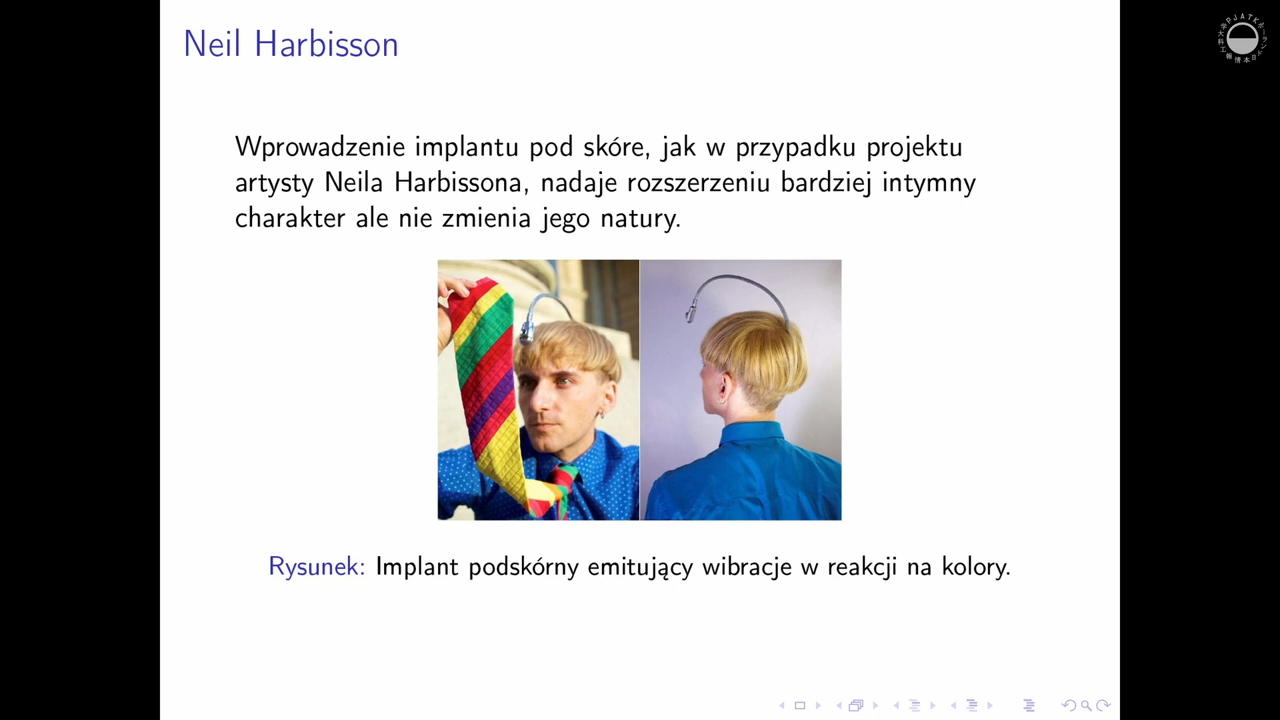 Neil Harbisson
Wprowadzenie implantu pod skóre, jak w przypadku projektu
artysty Neila Harbissona, nadaje rozszerzeniu bardziej intymny
charakter ale nie zmienia jego natury.
Rysunek: Implant podskórny emitujący wibracje w reakcji na kolory.
PJATK